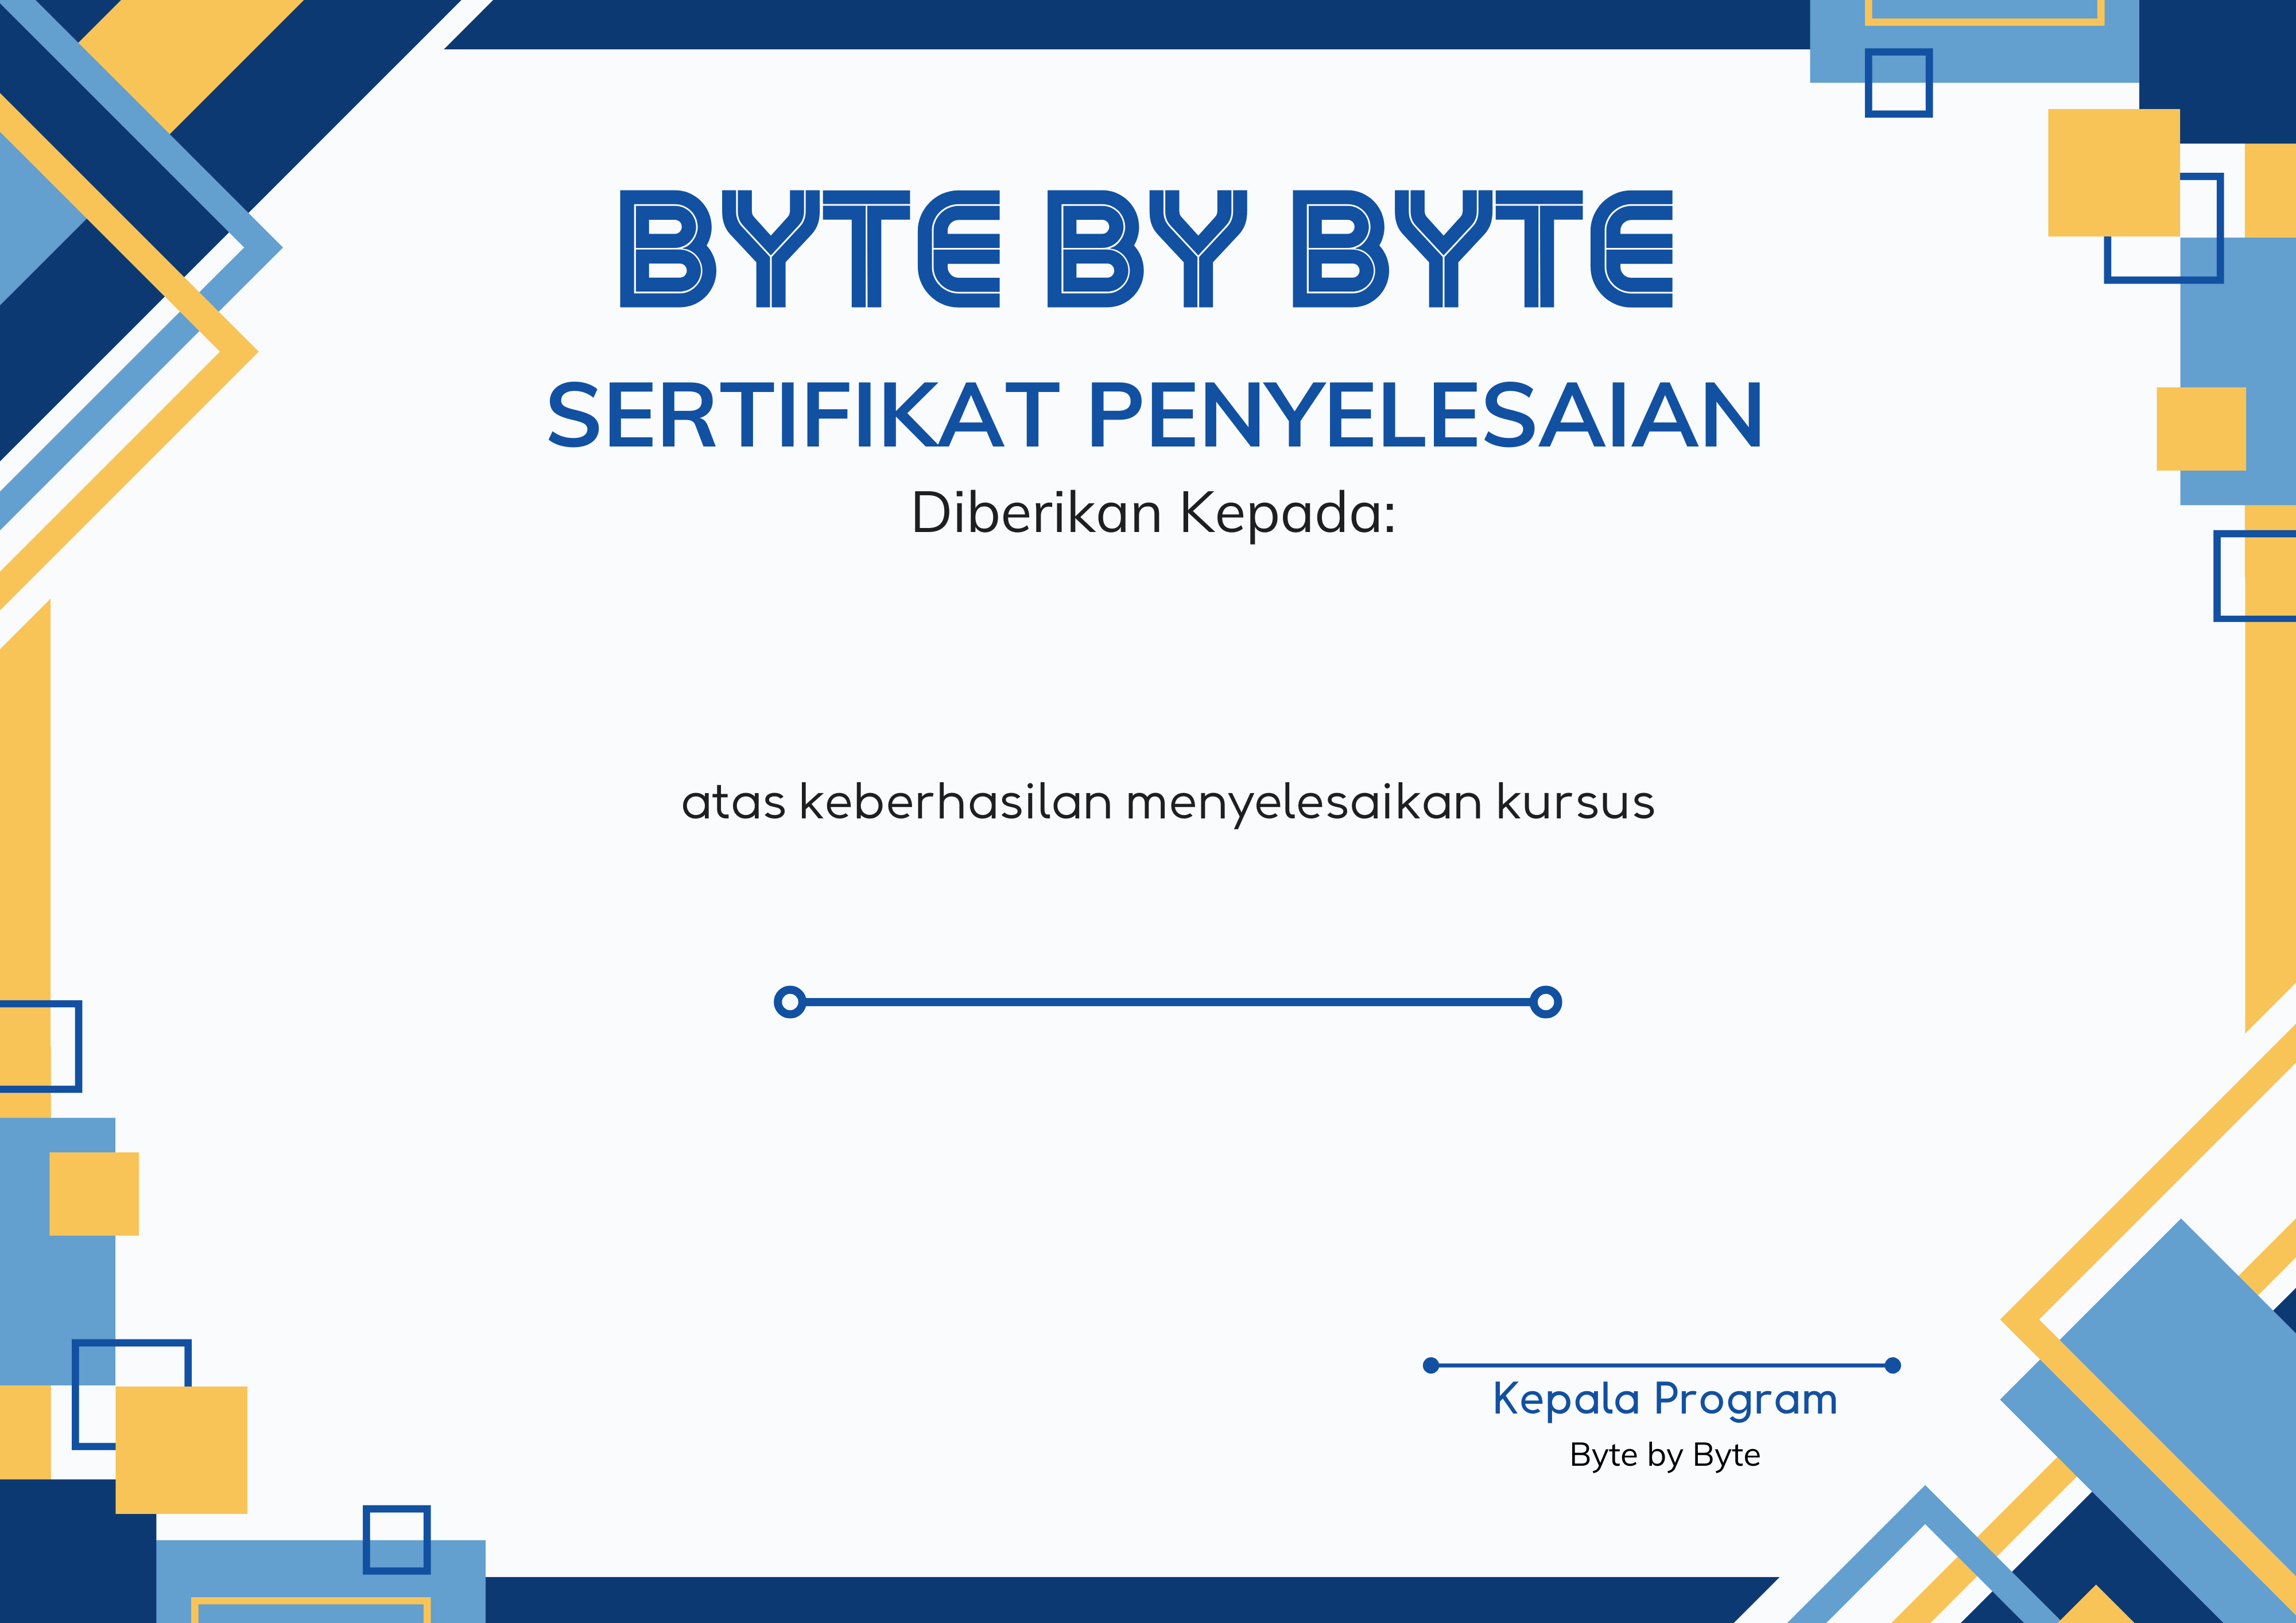 BYTE BY BYTE
SERTIFIKAT PENYELESAIAN
Diberikan Kepada:
atas keberhasilan menyelesaikan kursus
Kepala Program
Byte by Byte